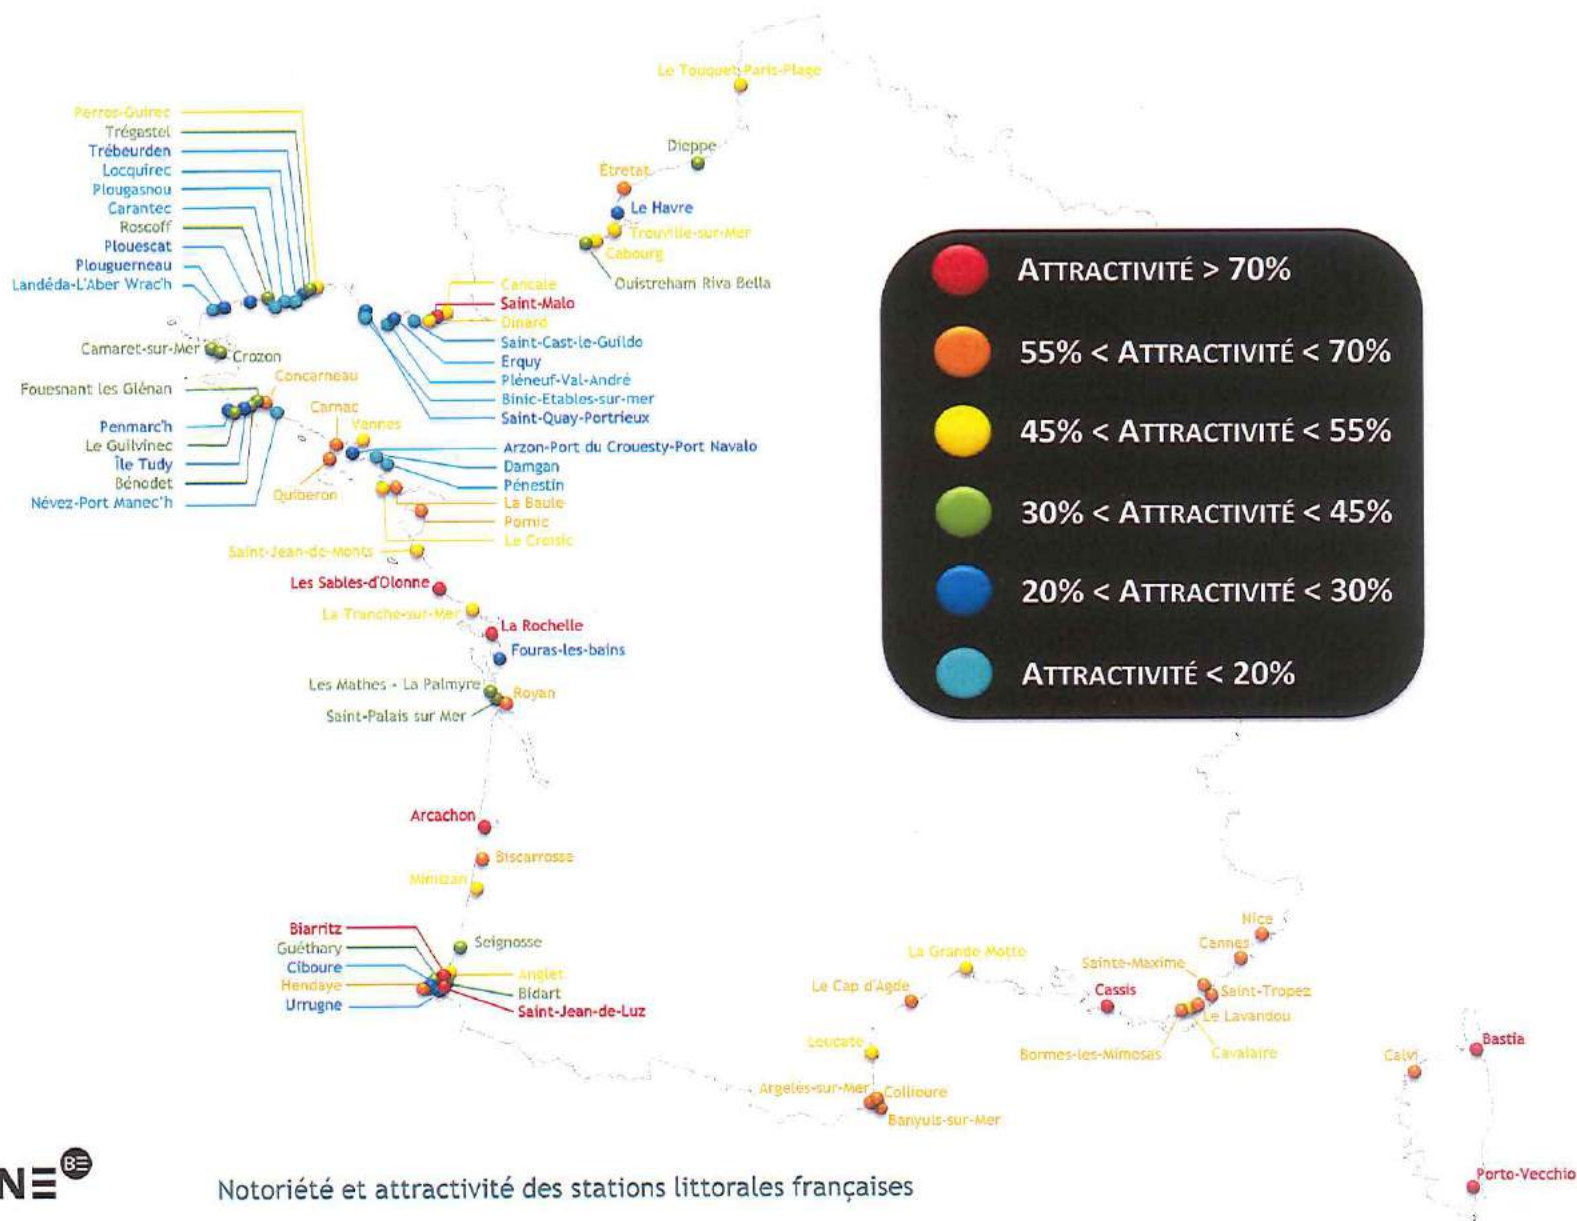 Le Touquet-Paris-Plage
Perros-Guirec
Trégastel
Trébeurden
Locquirec
Plougasnou
Carantec
Roscoff
Plouescat
Plouguerneau
Landéda-L'Aber Wrac'h
Dieppe
Étretat
Le Havre
Trouville-sur-Mer
Cabourg
Ouistreham Riva Bella
Cancale
Saint-Malo
Dinard
Saint-Cast-le-Guildo
Erquy
Pléneuf-Val-André
Binic-Etables-sur-mer
Saint-Quay-Portrieux
Camaret-sur-Mer
Crozon
Fouesnant les Glénan
Concarneau
Penmarc'h
Le Guilvinec
Île Tudy
Bénodet
Névez-Port Manec'h
Carnac
Vannes
Quiberon
Arzon-Port du Crouesty-Port Navalo
Damgan
Pénestin
La Baule
Pornic
Le Croisic
Saint-Jean-de-Monts
Les Sables-d'Olonne
La Tranche-sur-Mer
La Rochelle
Fouras-les-bains
Les Mathes - La Palmyre
Royan
Saint-Palais sur Mer
ATTRACTIVITÉ > 70%
55% < ATTRACTIVITÉ < 70%
45% < ATTRACTIVITÉ < 55%
30% < ATTRACTIVITÉ < 45%
20% < ATTRACTIVITÉ < 30%
ATTRACTIVITÉ < 20%
Arcachon
Biscarrosse
Mimizan
Biarritz
Guéthary
Ciboure
Hendaye
Urrugne
Seignosse
Anglet
Bidart
Saint-Jean-de-Luz
La Grande Motte
Le Cap d'Agde
Leucate
Argelès-sur-Mer
Collioure
Banyuls-sur-Mer
Nice
Cannes
Sainte-Maxime
Saint-Tropez
Cassis
Le Lavandou
Bormes-les-Mimosas
Cavalaire
Calvi
Bastia
Porto-Vecchio
Notoriété et attractivité des stations littorales françaises